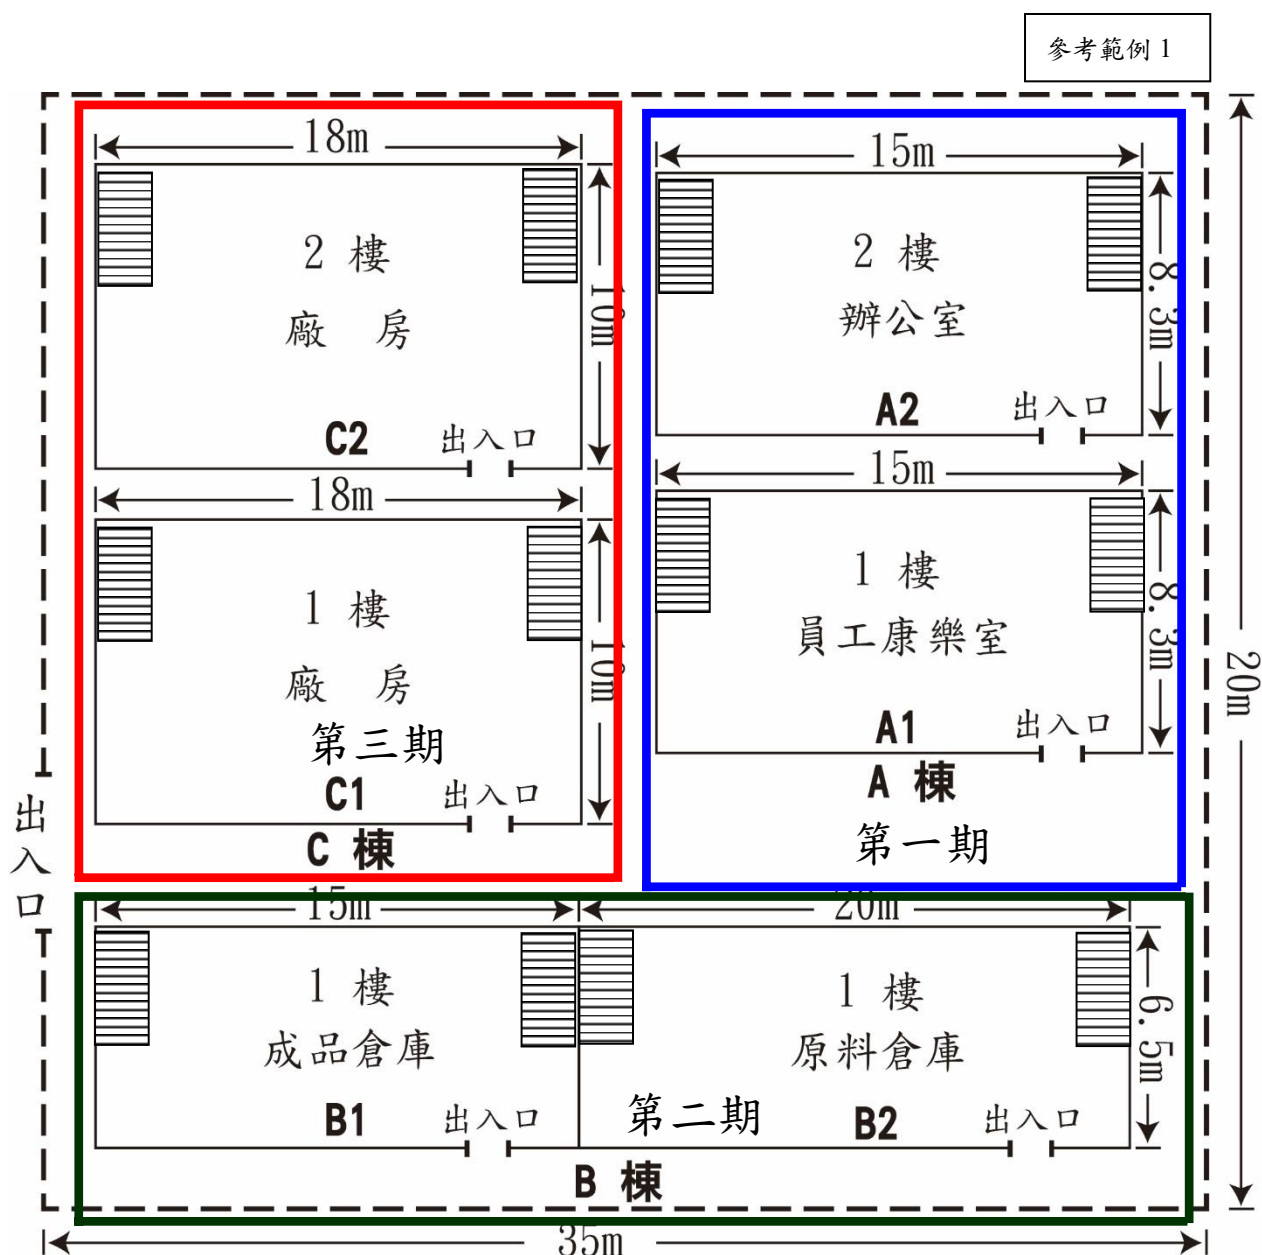 參考範例 1
18m
2 樓
廠 房
10m
C2
出入口
18m
1 樓
廠 房
10m
第三期
C1
出入口
C 棟
15m
2 樓
辦公室
8.3m
A2
出入口
15m
1 樓
員工康樂室
8.3m
A1
出入口
A 棟
第一期
20m
出入口
15m
1 樓
成品倉庫
B1
出入口
20m
1 樓
原料倉庫
6.5m
第二期
B2
出入口
B 棟
35m